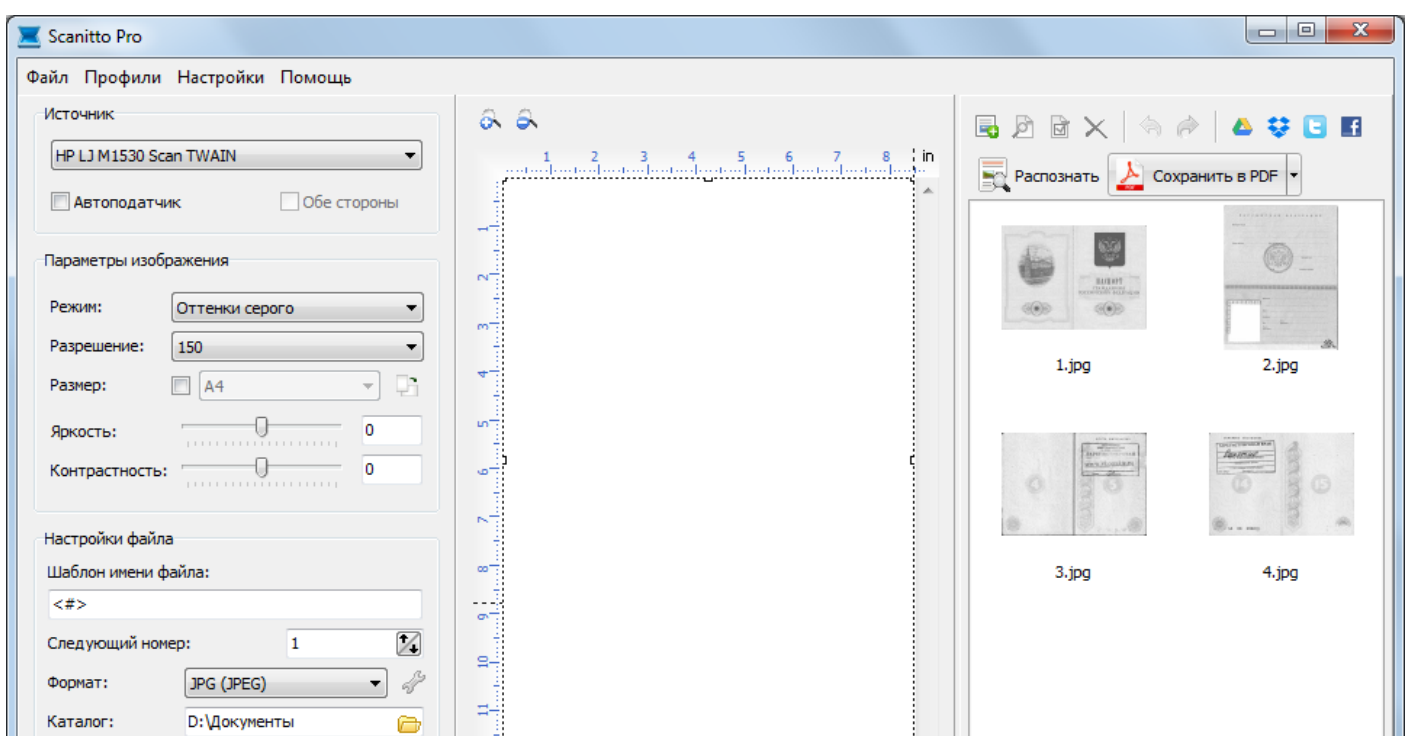 Scanitto Pro
Файл Профили Настройки Помощь
Источник
HP LJ M1530 Scan TWAIN
Автоподатчик
Обе стороны
Параметры изображения
Режим: Оттенки серого
Разрешение: 150
Размер: A4
Яркость: 0
Контрастность: 0
Настройки файла
Шаблон имени файла:
<#>
Следующий номер: 1
Формат: JPG (JPEG)
Каталог: D:\Документы
1 2 3 4 5 6 7 8 in
1
2
3
4
5
6
7
8
9
10
11
Распознать
PDF
Сохранить в PDF
ПАСПОРТ
1.jpg
2.jpg
3.jpg
4.jpg